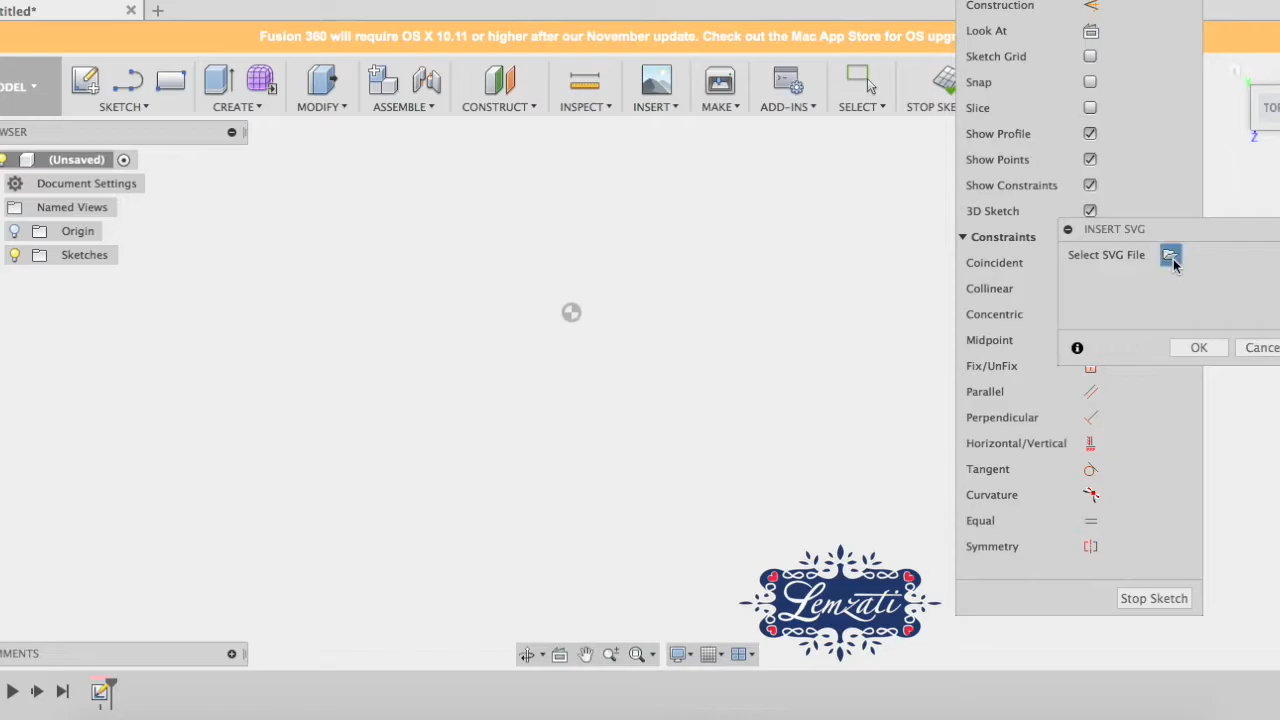 titled*
Fusion 360 will require OS X 10.11 or higher after our November update. Check out the Mac App Store for OS upgr
ODEL
SKETCH
CREATE
MODIFY
ASSEMBLE
CONSTRUCT
INSPECT
INSERT
MAKE
ADD-INS
SELECT
STOP SKE
WSER
(Unsaved)
Document Settings
Named Views
Origin
Sketches
Construction
Look At
Sketch Grid
Snap
Slice
Show Profile
Show Points
Show Constraints
3D Sketch
Constraints
Coincident
Collinear
Concentric
Midpoint
Fix/UnFix
Parallel
Perpendicular
Horizontal/Vertical
Tangent
Curvature
Equal
Symmetry
Stop Sketch
INSERT SVG
Select SVG File
OK
Cance
TOP
Z
Lemzati
MMENTS